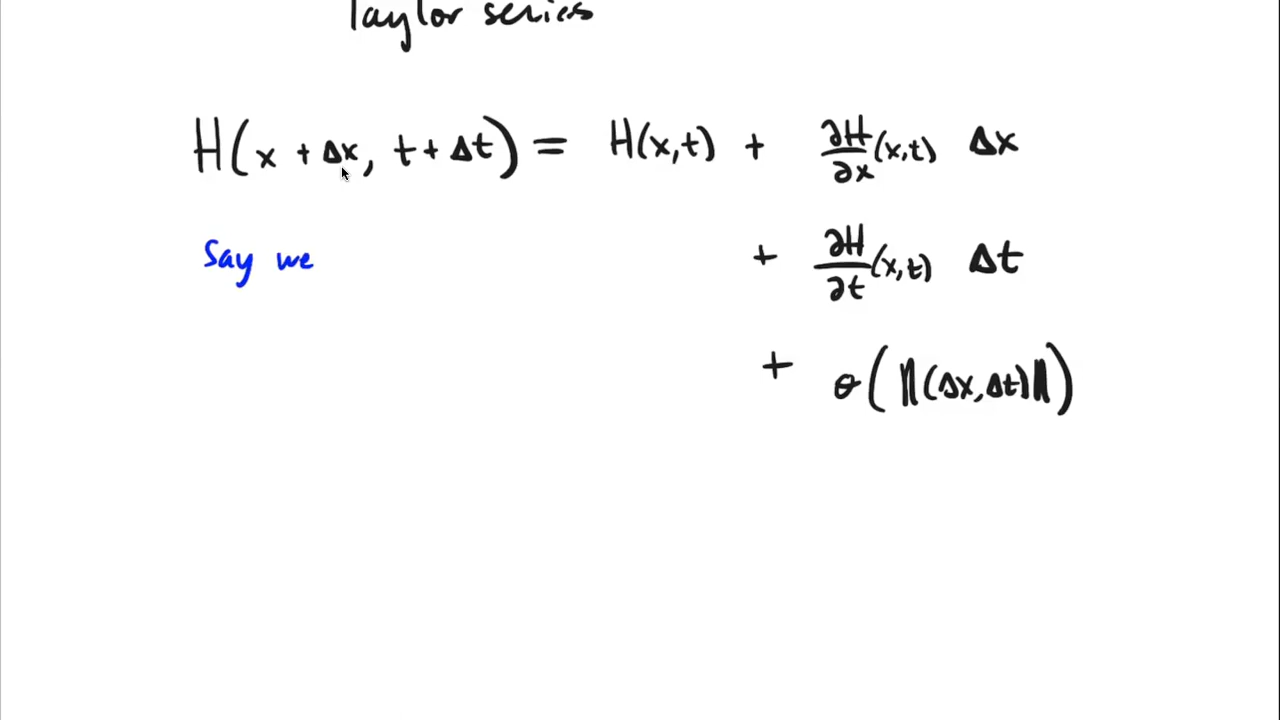 Taylor series
H(x + Δx, t + Δt) = H(x,t) + ∂H/∂x (x,t) Δx
Say we + ∂H/∂t (x,t) Δt
+ o(‖(Δx,Δt)‖)